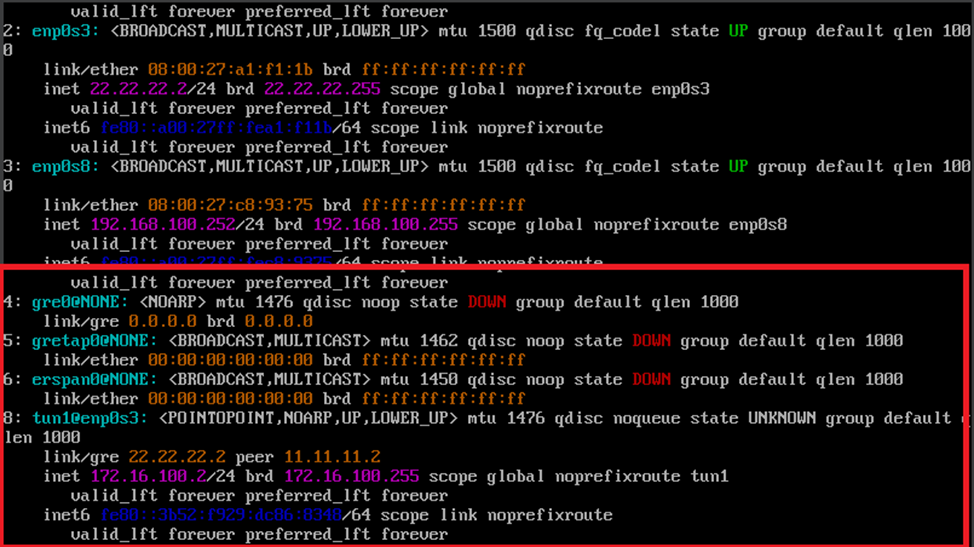 valid_lft forever preferred_lft forever
2: enp0s3: <BROADCAST,MULTICAST,UP,LOWER_UP> mtu 1500 qdisc fq_codel state UP group default qlen 100
0
link/ether 08:00:27:a1:f1:1b brd ff:ff:ff:ff:ff:ff
inet 22.22.22.2/24 brd 22.22.22.255 scope global noprefixroute enp0s3
valid_lft forever preferred_lft forever
inet6 fe80::a00:27ff:fea1:f11b/64 scope link noprefixroute
valid_lft forever preferred_lft forever
3: enp0s8: <BROADCAST,MULTICAST,UP,LOWER_UP> mtu 1500 qdisc fq_codel state UP group default qlen 100
0
link/ether 08:00:27:c8:93:75 brd ff:ff:ff:ff:ff:ff
inet 192.168.100.252/24 brd 192.168.100.255 scope global noprefixroute enp0s8
valid_lft forever preferred_lft forever
inet6 fe80::a00:27ff:fec8:9375/64 scope link noprefixroute
valid_lft forever preferred_lft forever
4: gre0@NONE: <NOARP> mtu 1476 qdisc noop state DOWN group default qlen 1000
link/gre 0.0.0.0 brd 0.0.0.0
5: gretap0@NONE: <BROADCAST,MULTICAST> mtu 1462 qdisc noop state DOWN group default qlen 1000
link/ether 00:00:00:00:00:00 brd ff:ff:ff:ff:ff:ff
6: erspan0@NONE: <BROADCAST,MULTICAST> mtu 1450 qdisc noop state DOWN group default qlen 1000
link/ether 00:00:00:00:00:00 brd ff:ff:ff:ff:ff:ff
8: tun1@enp0s3: <POINTOPOINT,NOARP,UP,LOWER_UP> mtu 1476 qdisc noqueue state UNKNOWN group default q
len 1000
link/gre 22.22.22.2 peer 11.11.11.2
inet 172.16.100.2/24 brd 172.16.100.255 scope global noprefixroute tun1
valid_lft forever preferred_lft forever
inet6 fe80::3b52:f929:dc86:8340/64 scope link noprefixroute
valid_lft forever preferred_lft forever